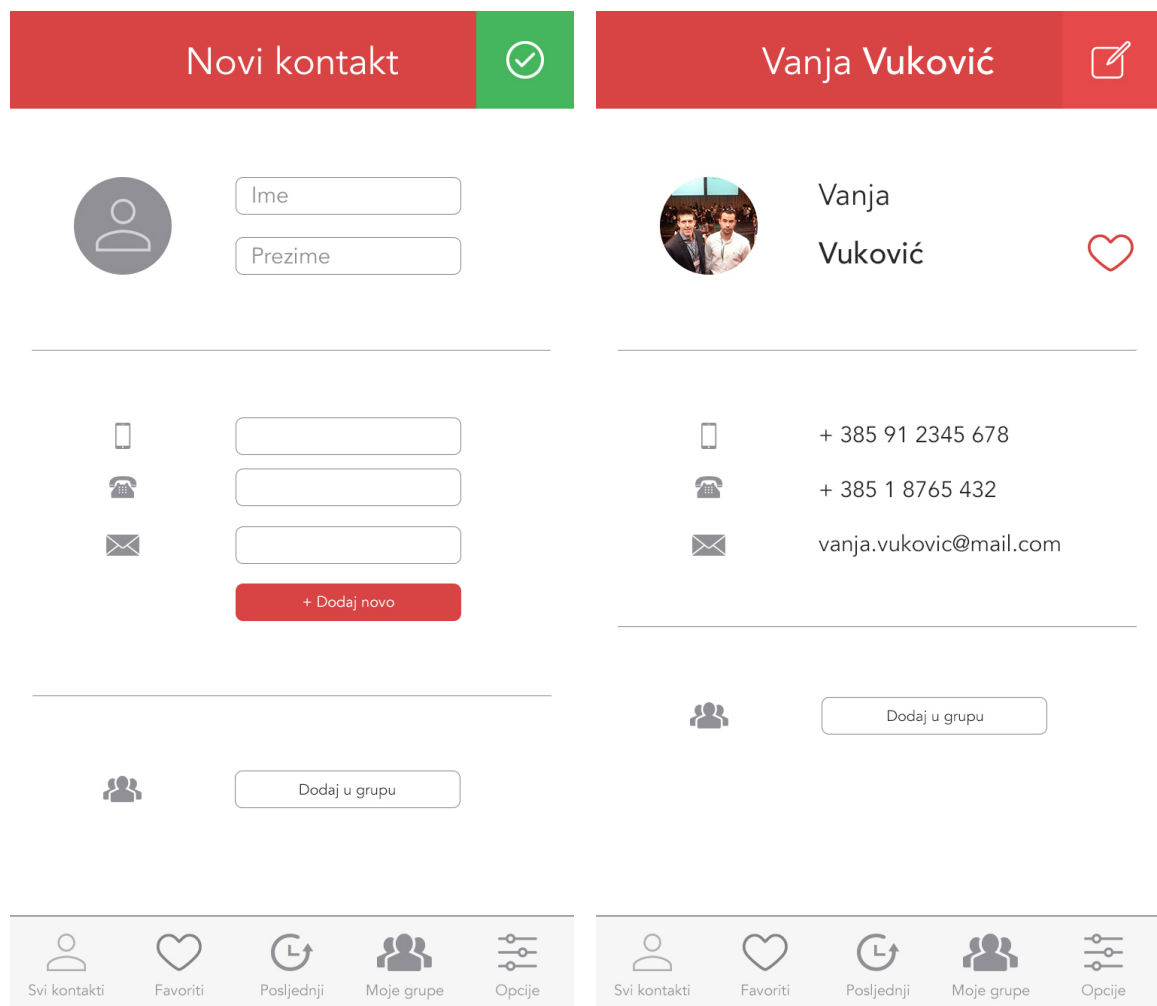 Novi kontakt
Ime
Prezime
+ Dodaj novo
Dodaj u grupu
Svi kontakti
Favoriti
Posljednji
Moje grupe
Opcije
Vanja Vuković
Vanja
Vuković
+ 385 91 2345 678
+ 385 1 8765 432
vanja.vukovic@mail.com
Dodaj u grupu
Svi kontakti
Favoriti
Posljednji
Moje grupe
Opcije